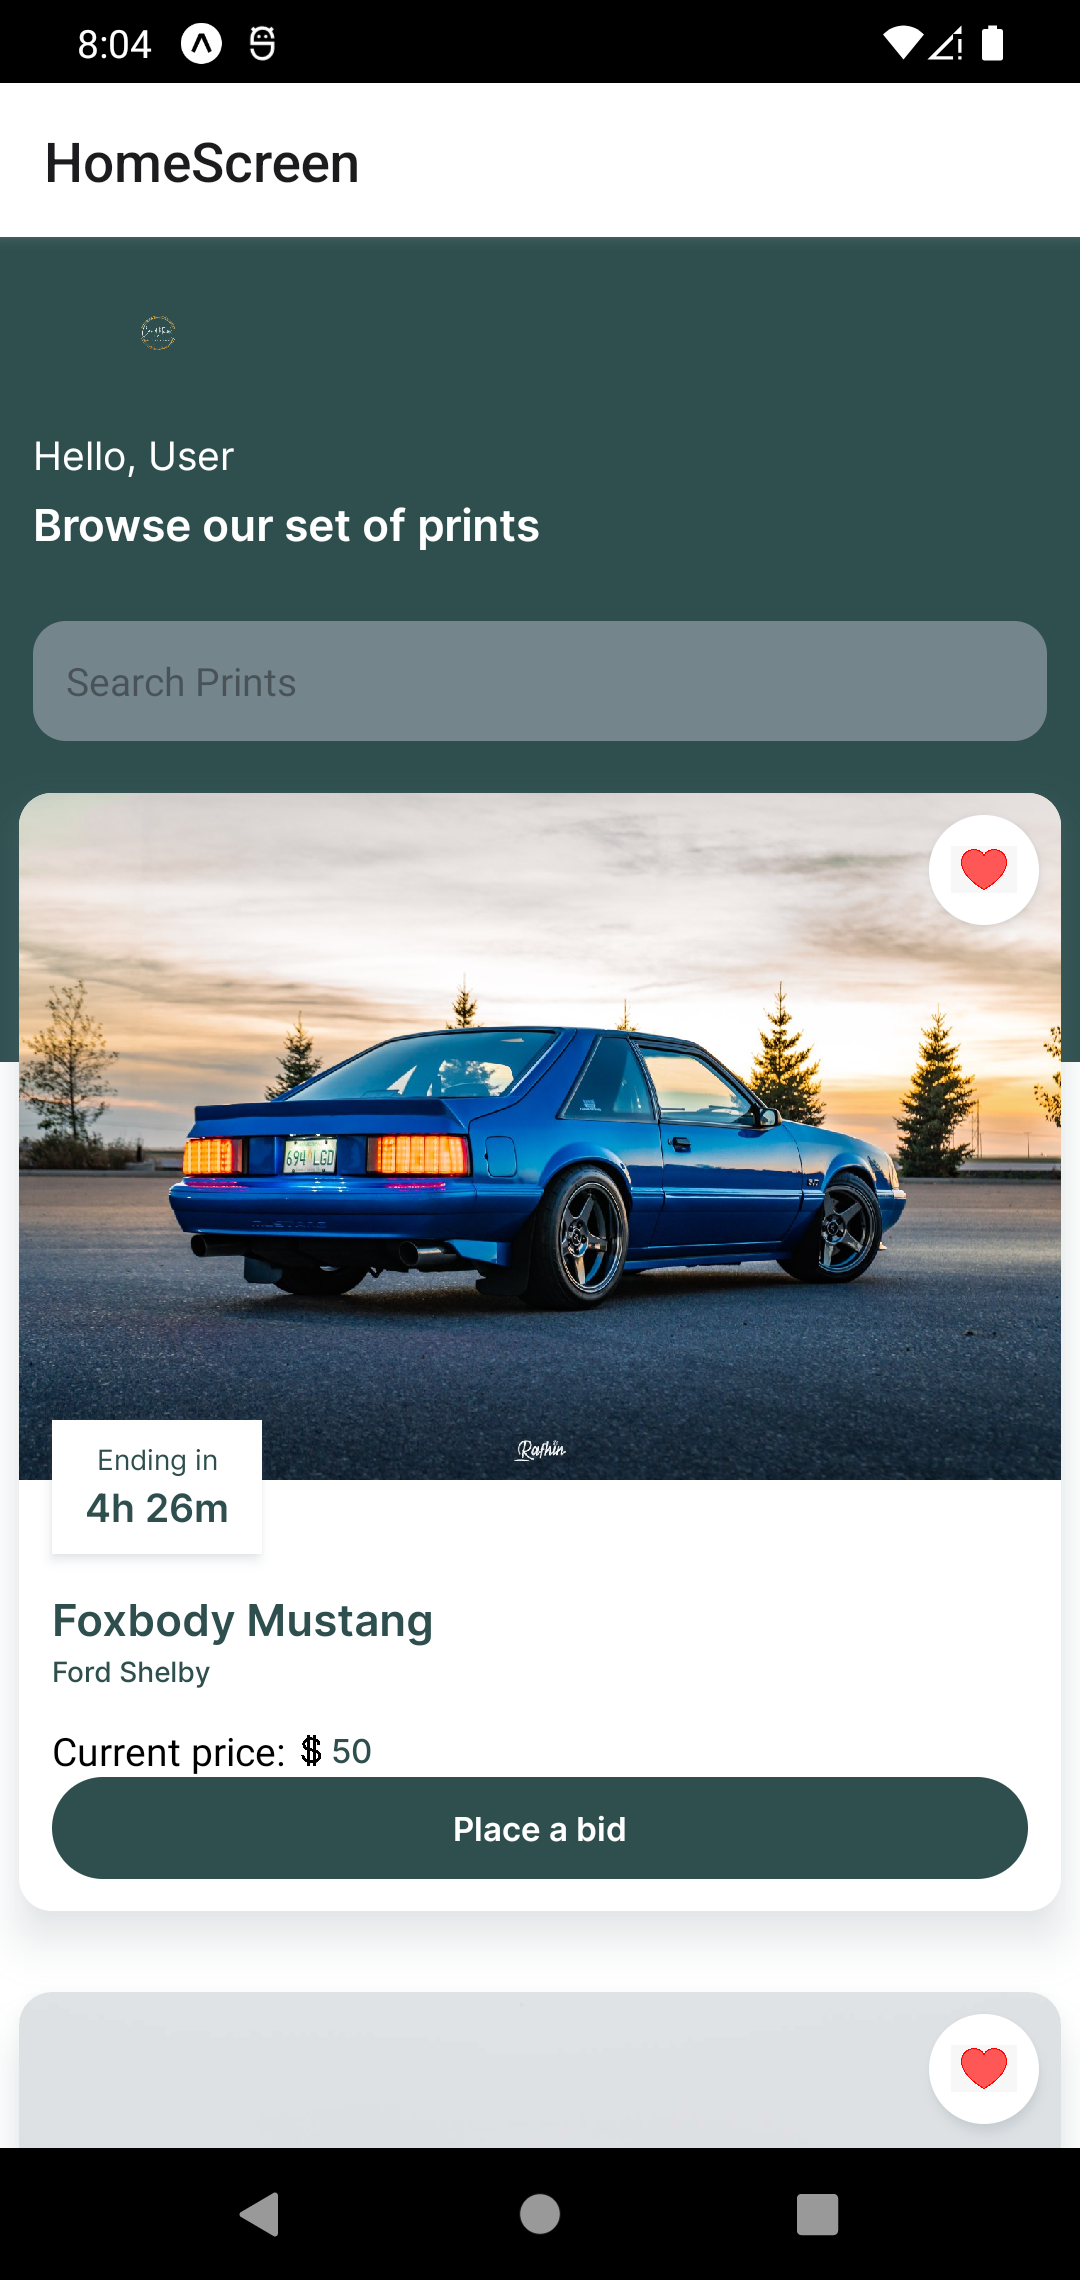 8:04
HomeScreen
Hello, User
Browse our set of prints
Search Prints
694 LGD
MUSTANG
Rafhin
Ending in
4h 26m
Foxbody Mustang
Ford Shelby
Current price: $ 50
Place a bid